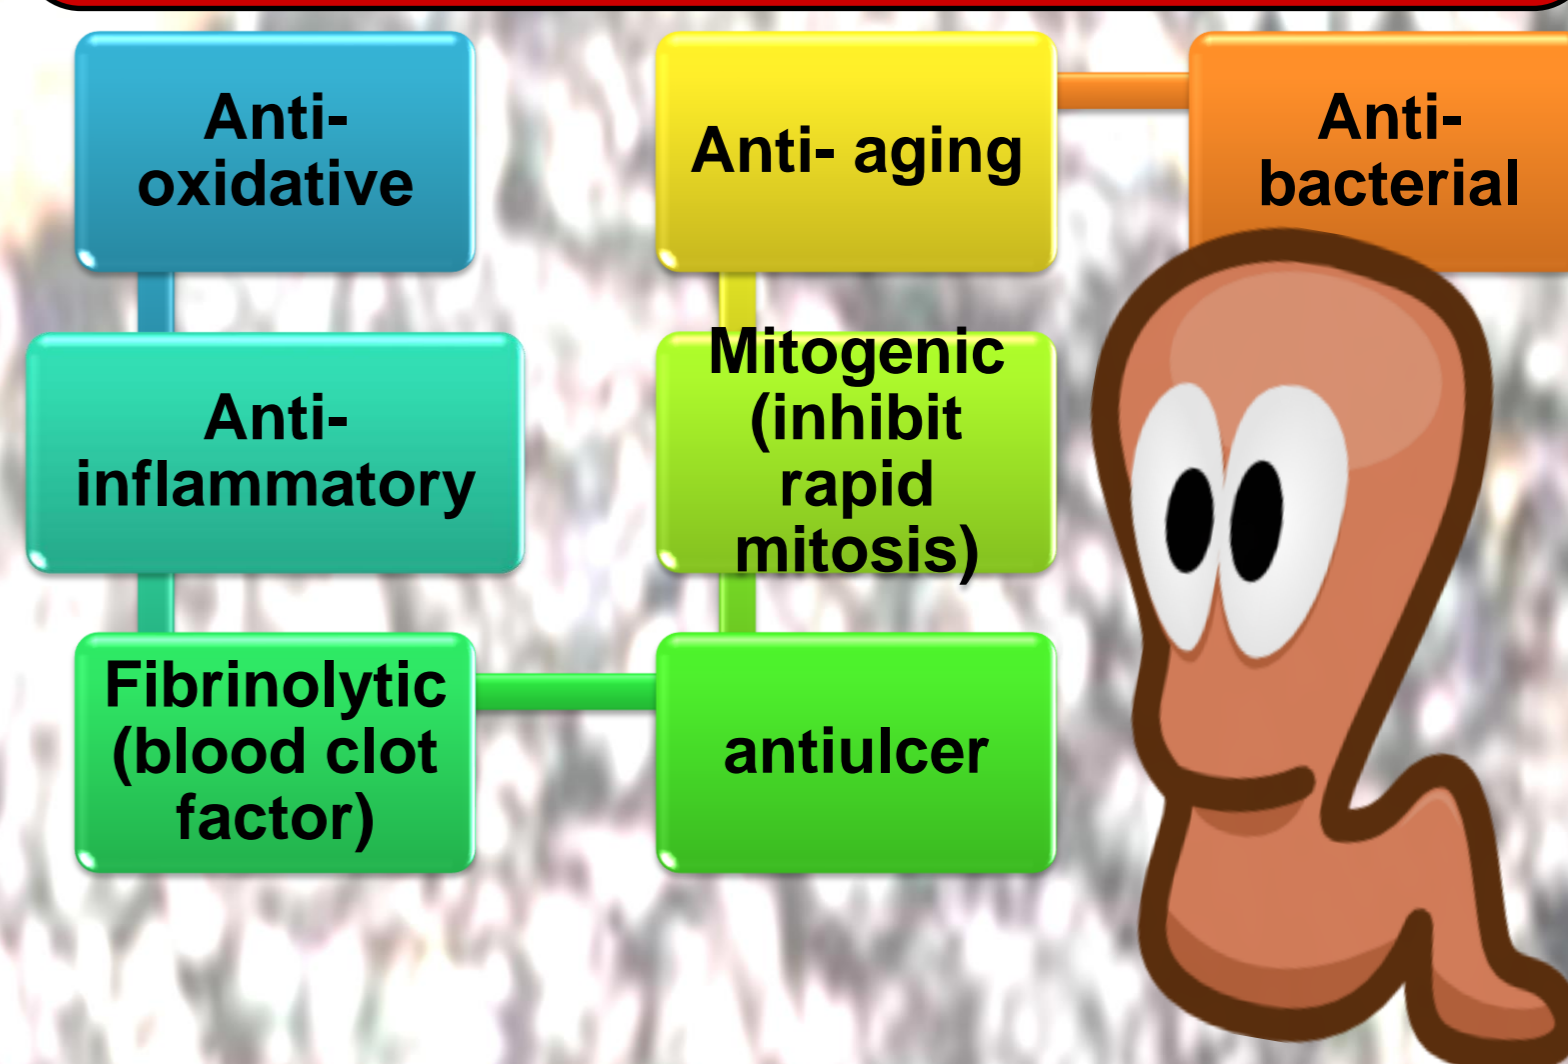 Anti-
oxidative
Anti-
inflammatory
Fibrinolytic
(blood clot
factor)
antiulcer
Mitogenic
(inhibit
rapid
mitosis)
Anti- aging
Anti-
bacterial